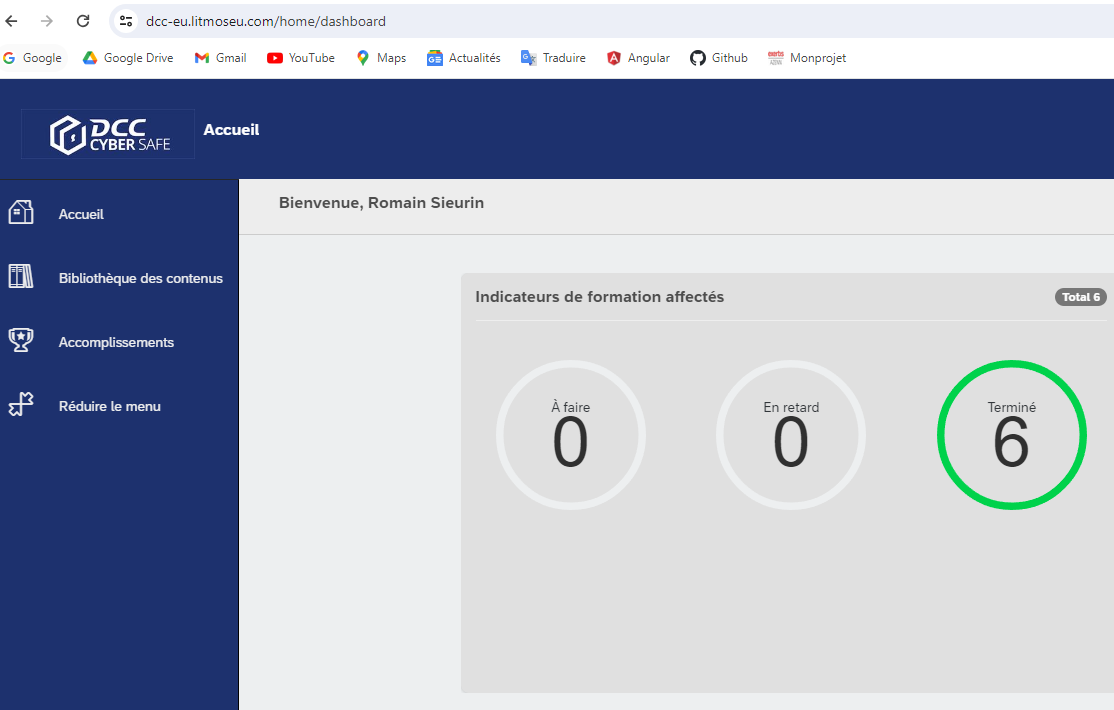 dcc-eu.litmoseu.com/home/dashboard
Google Google Drive Gmail YouTube Maps Actualités Traduire Angular Github Monprojet
DCC
CYBER SAFE
Accueil
Accueil
Bibliothèque des contenus
Accomplissements
Réduire le menu
Bienvenue, Romain Sieurin
Indicateurs de formation affectés
Total 6
À faire
0
En retard
0
Terminé
6